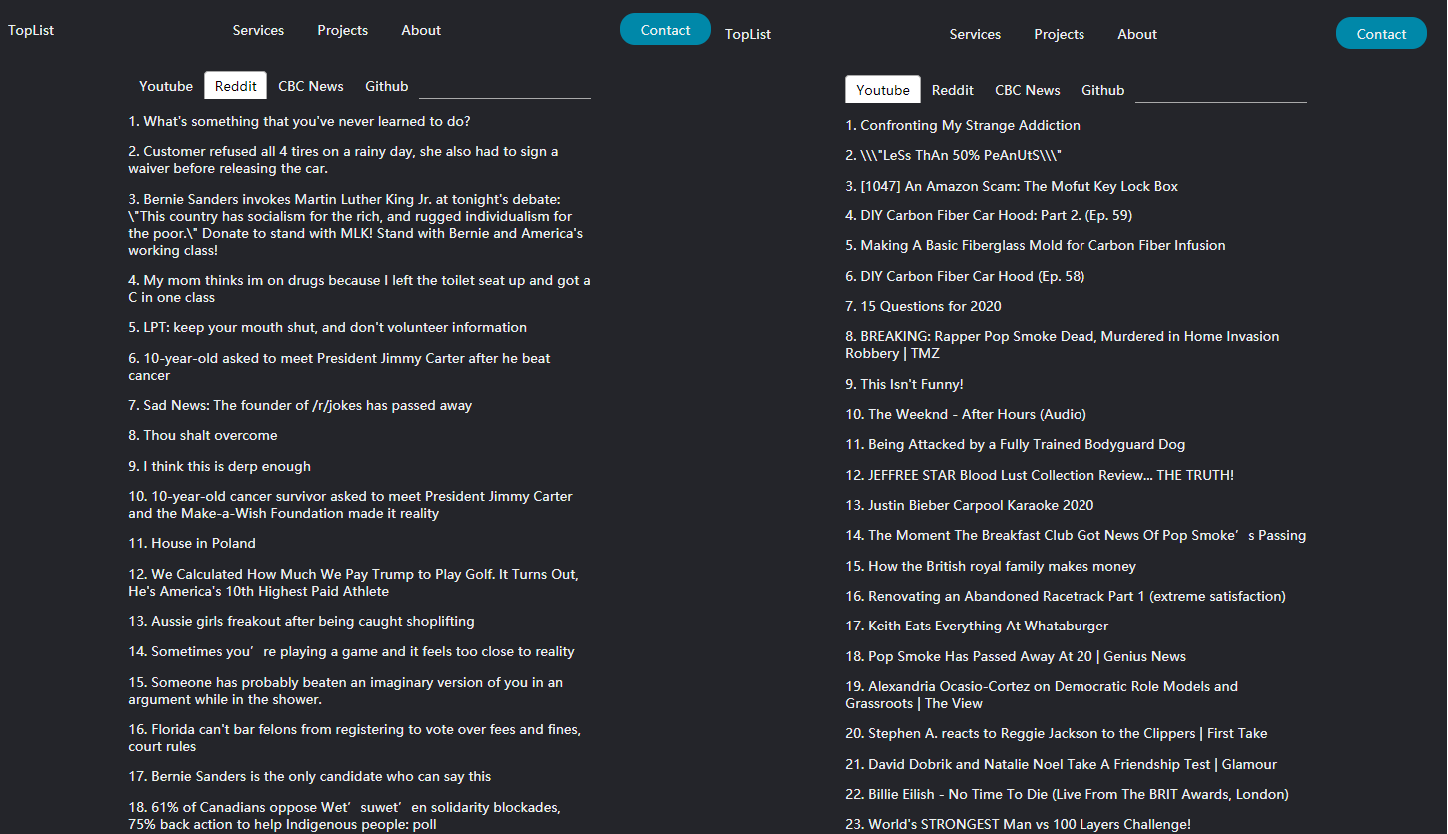 TopList
Services
Projects
About
Contact
Youtube
Reddit
CBC News
Github
1. What's something that you've never learned to do?
2. Customer refused all 4 tires on a rainy day, she also had to sign a
waiver before releasing the car.
3. Bernie Sanders invokes Martin Luther King Jr. at tonight's debate:
\"This country has socialism for the rich, and rugged individualism for
the poor.\" Donate to stand with MLK! Stand with Bernie and America's
working class!
4. My mom thinks im on drugs because I left the toilet seat up and got a
C in one class
5. LPT: keep your mouth shut, and don't volunteer information
6. 10-year-old asked to meet President Jimmy Carter after he beat
cancer
7. Sad News: The founder of /r/jokes has passed away
8. Thou shalt overcome
9. I think this is derp enough
10. 10-year-old cancer survivor asked to meet President Jimmy Carter
and the Make-a-Wish Foundation made it reality
11. House in Poland
12. We Calculated How Much We Pay Trump to Play Golf. It Turns Out,
He's America's 10th Highest Paid Athlete
13. Aussie girls freakout after being caught shoplifting
14. Sometimes you’re playing a game and it feels too close to reality
15. Someone has probably beaten an imaginary version of you in an
argument while in the shower.
16. Florida can't bar felons from registering to vote over fees and fines,
court rules
17. Bernie Sanders is the only candidate who can say this
18. 61% of Canadians oppose Wet’suwet’en solidarity blockades,
75% back action to help Indigenous people: poll
TopList
Services
Projects
About
Contact
Youtube
Reddit
CBC News
Github
1. Confronting My Strange Addiction
2. \\\"LeSs ThAn 50% PeAnUtS\\\"
3. [1047] An Amazon Scam: The Mofut Key Lock Box
4. DIY Carbon Fiber Car Hood: Part 2. (Ep. 59)
5. Making A Basic Fiberglass Mold for Carbon Fiber Infusion
6. DIY Carbon Fiber Car Hood (Ep. 58)
7. 15 Questions for 2020
8. BREAKING: Rapper Pop Smoke Dead, Murdered in Home Invasion
Robbery | TMZ
9. This Isn't Funny!
10. The Weeknd - After Hours (Audio)
11. Being Attacked by a Fully Trained Bodyguard Dog
12. JEFFREE STAR Blood Lust Collection Review... THE TRUTH!
13. Justin Bieber Carpool Karaoke 2020
14. The Moment The Breakfast Club Got News Of Pop Smoke’s Passing
15. How the British royal family makes money
16. Renovating an Abandoned Racetrack Part 1 (extreme satisfaction)
17. Keith Eats Everything At Whataburger
18. Pop Smoke Has Passed Away At 20 | Genius News
19. Alexandria Ocasio-Cortez on Democratic Role Models and
Grassroots | The View
20. Stephen A. reacts to Reggie Jackson to the Clippers | First Take
21. David Dobrik and Natalie Noel Take A Friendship Test | Glamour
22. Billie Eilish - No Time To Die (Live From The BRIT Awards, London)
23. World's STRONGEST Man vs 100 Layers Challenge!